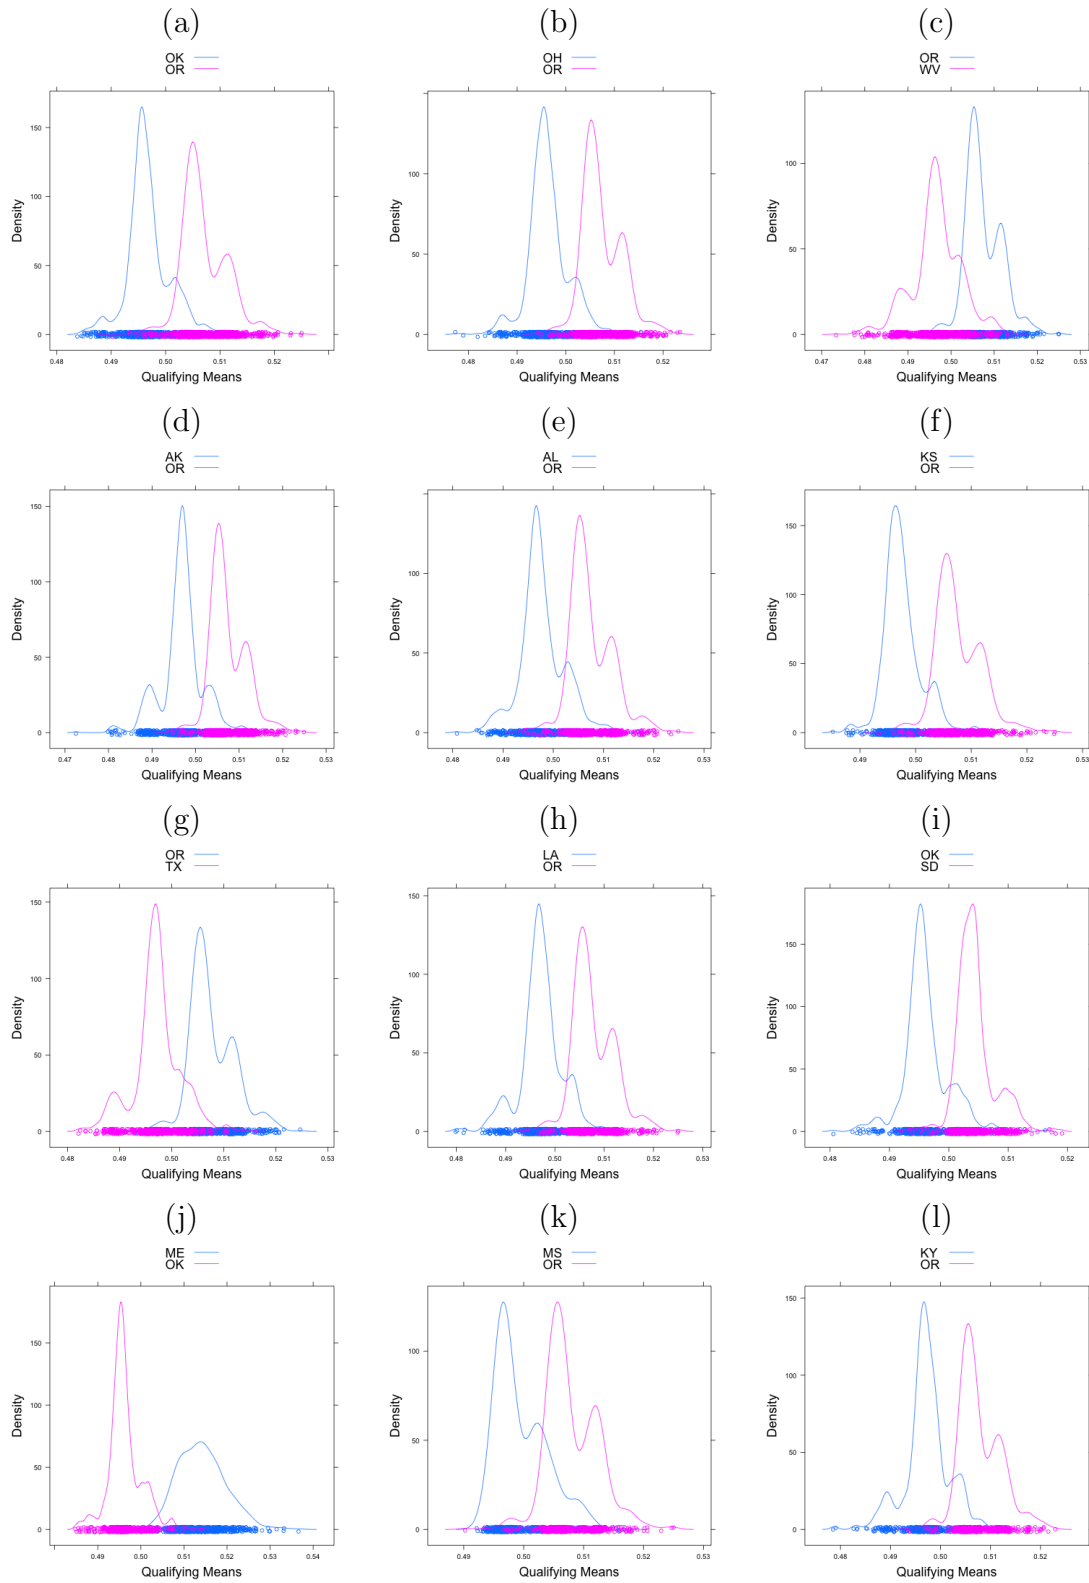 (a)
OK
OR
Density
150
100
50
0
0.48 0.49 0.50 0.51 0.52
Qualifying Means
(b)
OH
OR
Density
150
100
50
0
0.48 0.49 0.50 0.51 0.52
Qualifying Means
(c)
OR
WV
Density
100
50
0
0.47 0.48 0.49 0.50 0.51 0.52 0.53
Qualifying Means
(d)
AK
OR
Density
150
100
50
0
0.47 0.48 0.49 0.50 0.51 0.52 0.53
Qualifying Means
(e)
AL
OR
Density
150
100
50
0
0.48 0.49 0.50 0.51 0.52 0.53
Qualifying Means
(f)
KS
OR
Density
150
100
50
0
0.49 0.50 0.51 0.52 0.53
Qualifying Means
(g)
OR
TX
Density
150
100
50
0
0.48 0.49 0.50 0.51 0.52 0.53
Qualifying Means
(h)
LA
OR
Density
150
100
50
0
0.48 0.49 0.50 0.51 0.52 0.53
Qualifying Means
(i)
OK
SD
Density
150
100
50
0
0.48 0.49 0.50 0.51 0.52
Qualifying Means
(j)
ME
OK
Density
150
100
50
0
0.49 0.50 0.51 0.52 0.53 0.54
Qualifying Means
(k)
MS
OR
Density
100
50
0
0.49 0.50 0.51 0.52 0.53
Qualifying Means
(l)
KY
OR
Density
150
100
50
0
0.48 0.49 0.50 0.51 0.52
Qualifying Means